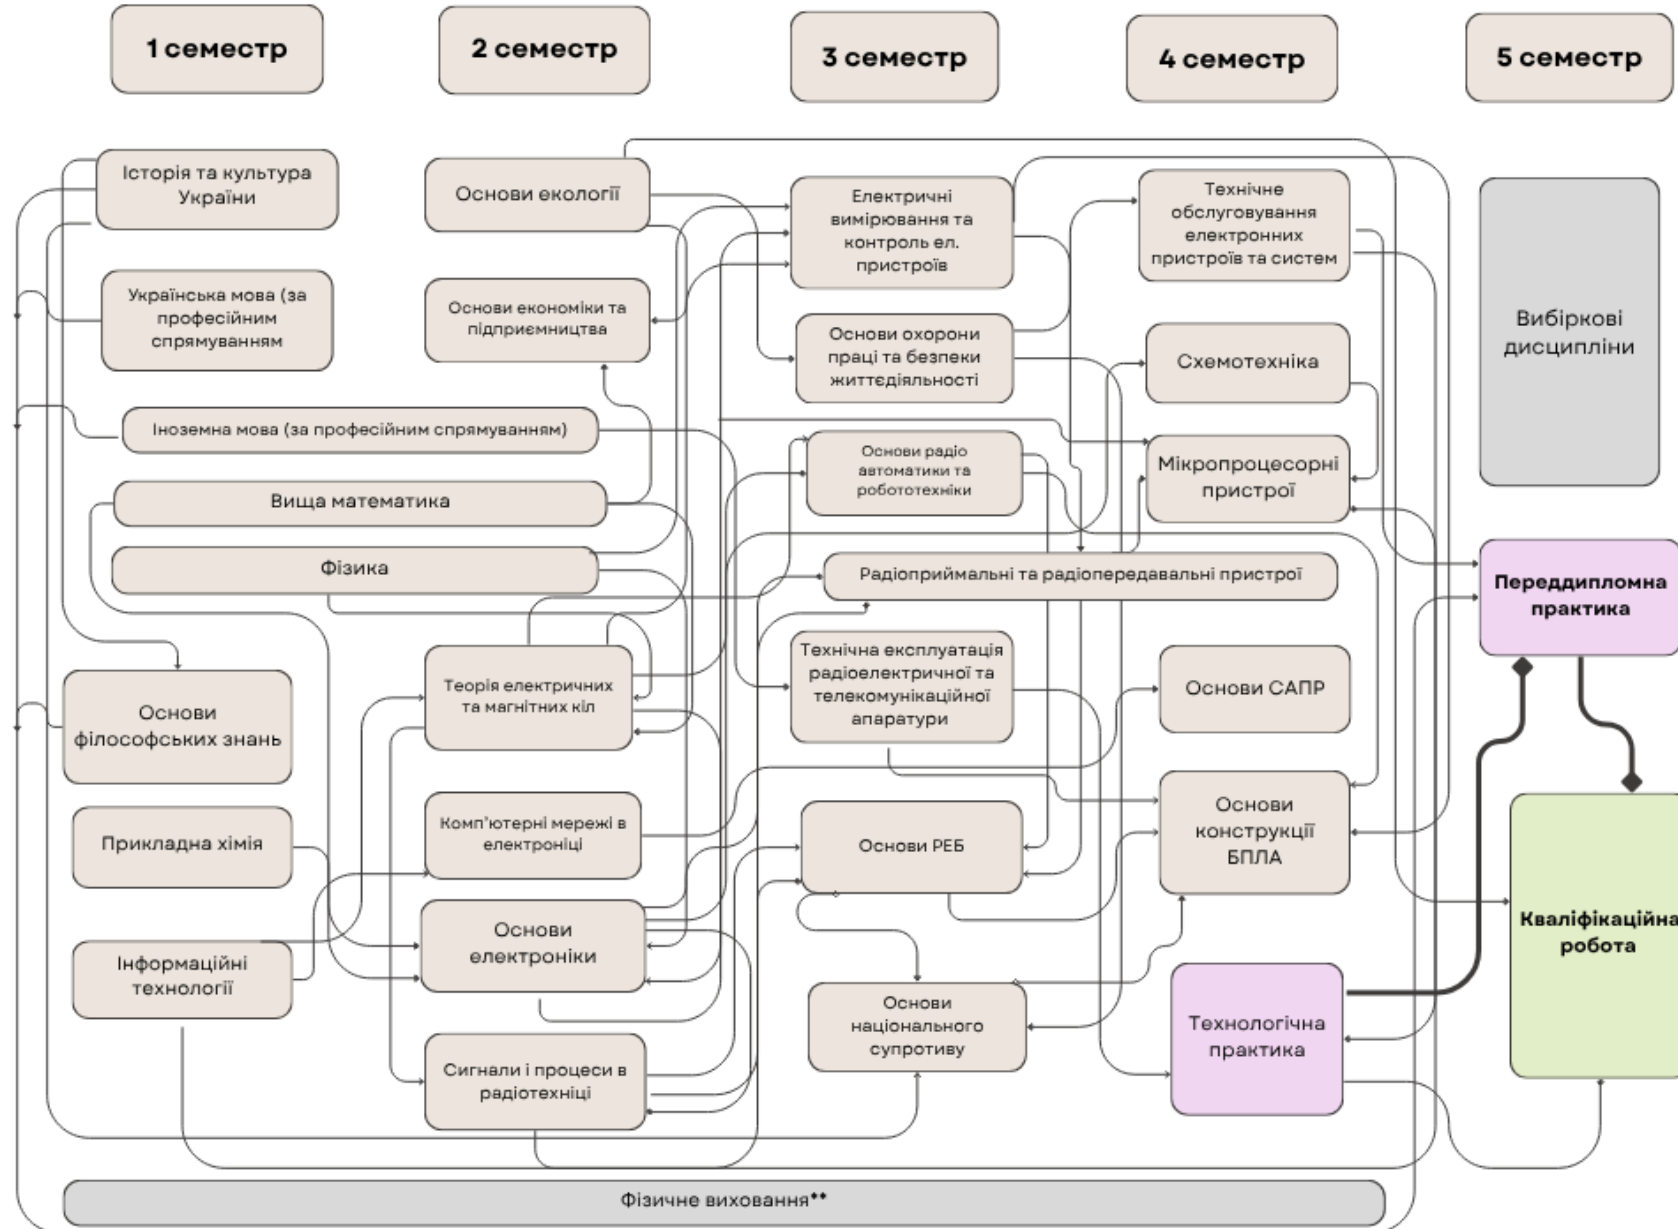 1 семестр
2 семестр
3 семестр
4 семестр
5 семестр
Історія та культура
України
Українська мова (за
професійним
спрямуванням
Іноземна мова (за професійним спрямуванням)
Вища математика
Фізика
Основи
філософських знань
Прикладна хімія
Інформаційні
технології
Основи екології
Основи економіки та
підприємництва
Теорія електричних
та магнітних кіл
Комп'ютерні мережі в
електроніці
Основи
електроніки
Сигнали і процеси в
радіотехніці
Електричні
вимірювання та
контроль ел.
пристроїв
Основи охорони
праці та безпеки
життєдіяльності
Основи радіо
автоматики та
робототехніки
Радіоприймальні та радіопередавальні пристрої
Технічна експлуатація
радіоелектричної та
телекомунікаційної
апаратури
Основи РЕБ
Основи
національного
супротиву
Технічне
обслуговування
електронних
пристроїв та систем
Схемотехніка
Мікропроцесорні
пристрої
Основи САПР
Основи
конструкції
БПЛА
Технологічна
практика
Вибіркові
дисципліни
Переддипломна
практика
Кваліфікаційна
робота
Фізичне виховання**